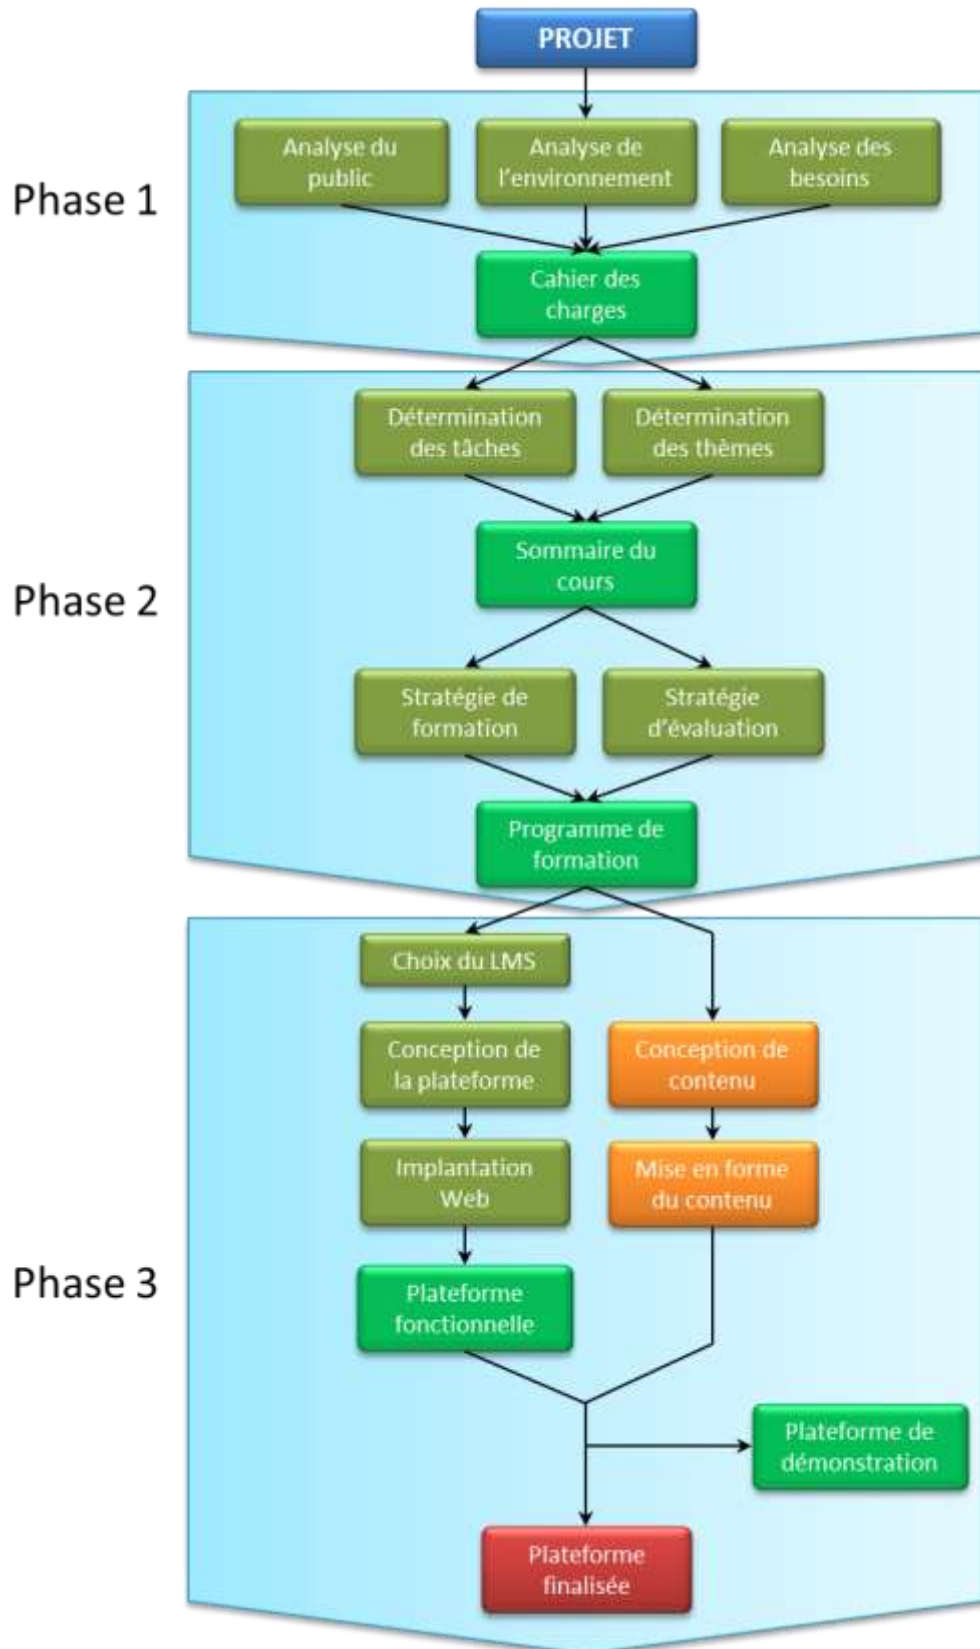 PROJET
Phase 1
Analyse du
public
Analyse de
l'environnement
Analyse des
besoins
Cahier des
charges
Phase 2
Détermination
des tâches
Détermination
des thèmes
Sommaire du
cours
Stratégie de
formation
Stratégie
d'évaluation
Programme de
formation
Phase 3
Choix du LMS
Conception de
la plateforme
Conception de
contenu
Implantation
Web
Mise en forme
du contenu
Plateforme
fonctionnelle
Plateforme de
démonstration
Plateforme
finalisée